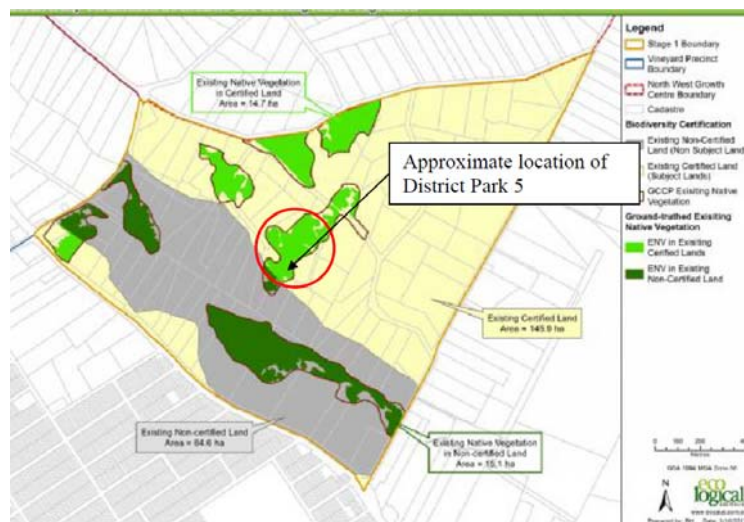 Legend
Stage 1 Boundary
Vineyard Precinct
Boundary
North West Growth
Centre Boundary
Cadastre
Biodiversity Certification
Existing Non-Certified
Land (Non Subject Land
Existing Certified Land
(Subject Lands)
GCCP Existing Native
Vegetation
Ground-truthed Existing
Native Vegetation
ENV in Existing
Certified Lands
ENV in Existing
Non-Certified Land
Existing Native Vegetation
in Certified Land
Area = 14.7 ha
Approximate location of
District Park 5
Existing Certified Land
Area = 145.9 ha
Existing Non-certified Land
Area = 84.6 ha
Existing Native Vegetation
in Non-certified Land
Area = 15.1 ha
N
eco
logical